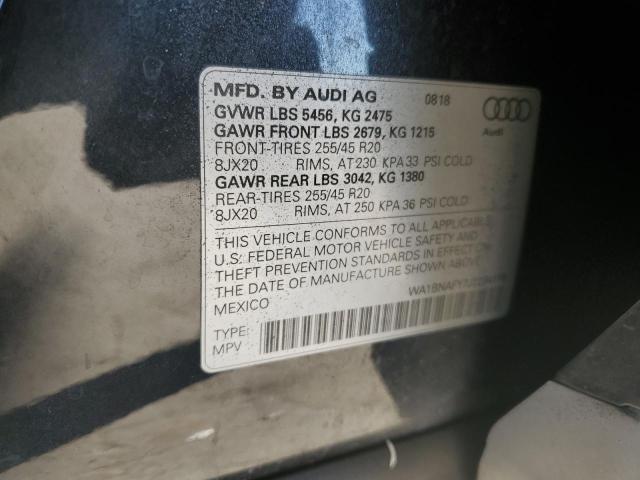 MFD. BY AUDI AG 0818
GVWR LBS 5456, KG 2475
GAWR FRONT LBS 2679, KG 1215
FRONT-TIRES 255/45 R20
8JX20 RIMS, AT 230 KPA 33 PSI COLD
GAWR REAR LBS 3042, KG 1380
REAR-TIRES 255/45 R20
8JX20 RIMS, AT 250 KPA 36 PSI COLD
Audi
THIS VEHICLE CONFORMS TO ALL APPLICABLE
U.S. FEDERAL MOTOR VEHICLE SAFETY AND
THEFT PREVENTION STANDARDS IN EFFECT ON
THE DATE OF MANUFACTURE SHOWN ABOVE
MEXICO
TYPE:
MPV